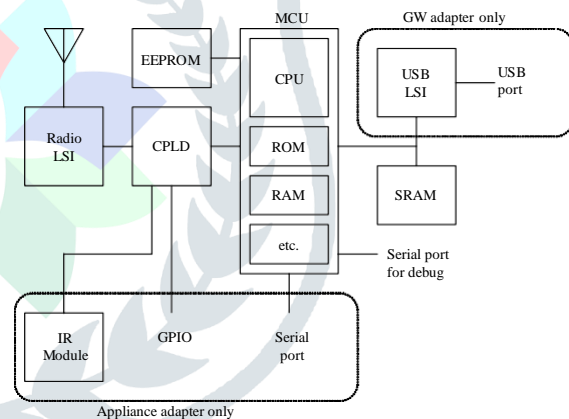 MCU
GW adapter only
EEPROM
CPU
USB
LSI
USB
port
Radio
LSI
CPLD
ROM
RAM
SRAM
etc.
Serial port
for debug
IR
Module
GPIO
Serial
port
Appliance adapter only